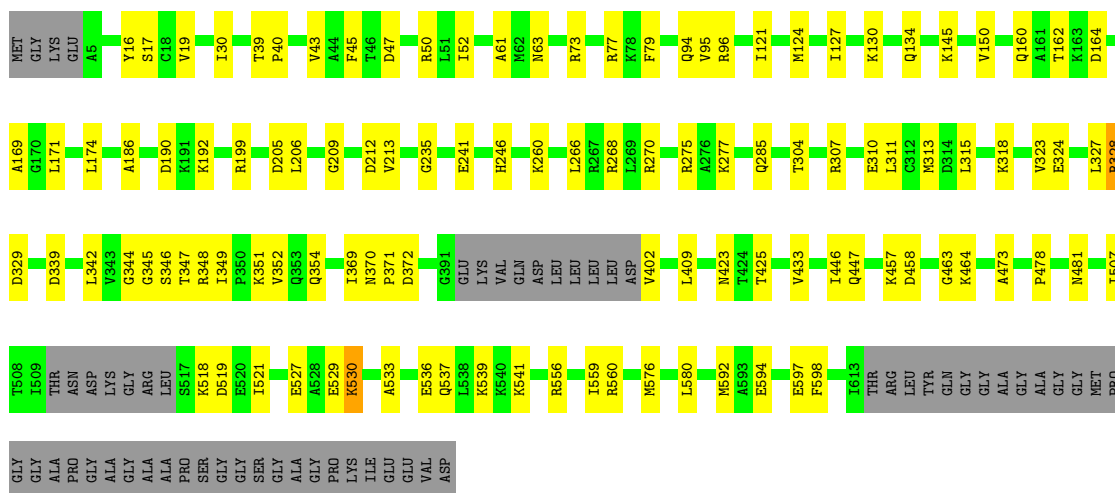 MET GLY LYS GLU A5 Y16 S17 C18 V19 I30 T39 P40 V43 A44 F45 T46 D47 R50 L51 I52 A61 M62 N63 R73 R77 K78 F79 Q94 V95 R96 I121 M124 I127 K130 Q134 K145 V150 Q160 A161 T162 K163 D164
A169 G170 L171 L174 A186 D190 K191 K192 R199 D205 L206 G209 D212 V213 G235 E241 H246 K260 L266 R267 R268 L269 R270 R275 A276 K277 Q285 T304 R307 E310 L311 C312 M313 D314 L315 K318 V323 E324 L327 R328
D329 D339 L342 V343 G344 G345 S346 T347 R348 I349 P350 K351 V352 Q353 Q354 I369 N370 P371 D372 G391 GLU LYS VAL GLN ASP LEU LEU LEU LEU ASP V402 L409 N423 T424 T425 V433 I446 Q447 K457 D458 G463 K464 A473 P478 N481 I507
T508 I509 THR ASN ASP LYS GLY ARG LEU S517 K518 D519 E520 I521 E527 A528 E529 K530 A533 E536 Q537 L538 K539 K540 K541 R556 I559 R560 M576 L580 M592 A593 E594 E597 F598 I613 THR ARG LEU TYR GLN GLY GLY ALA GLY ALA GLY GLY MET PRO
GLY GLY ALA PRO GLY ALA GLY ALA ALA PRO SER GLY GLY SER GLY ALA GLY PRO LYS ILE GLU GLU VAL ASP